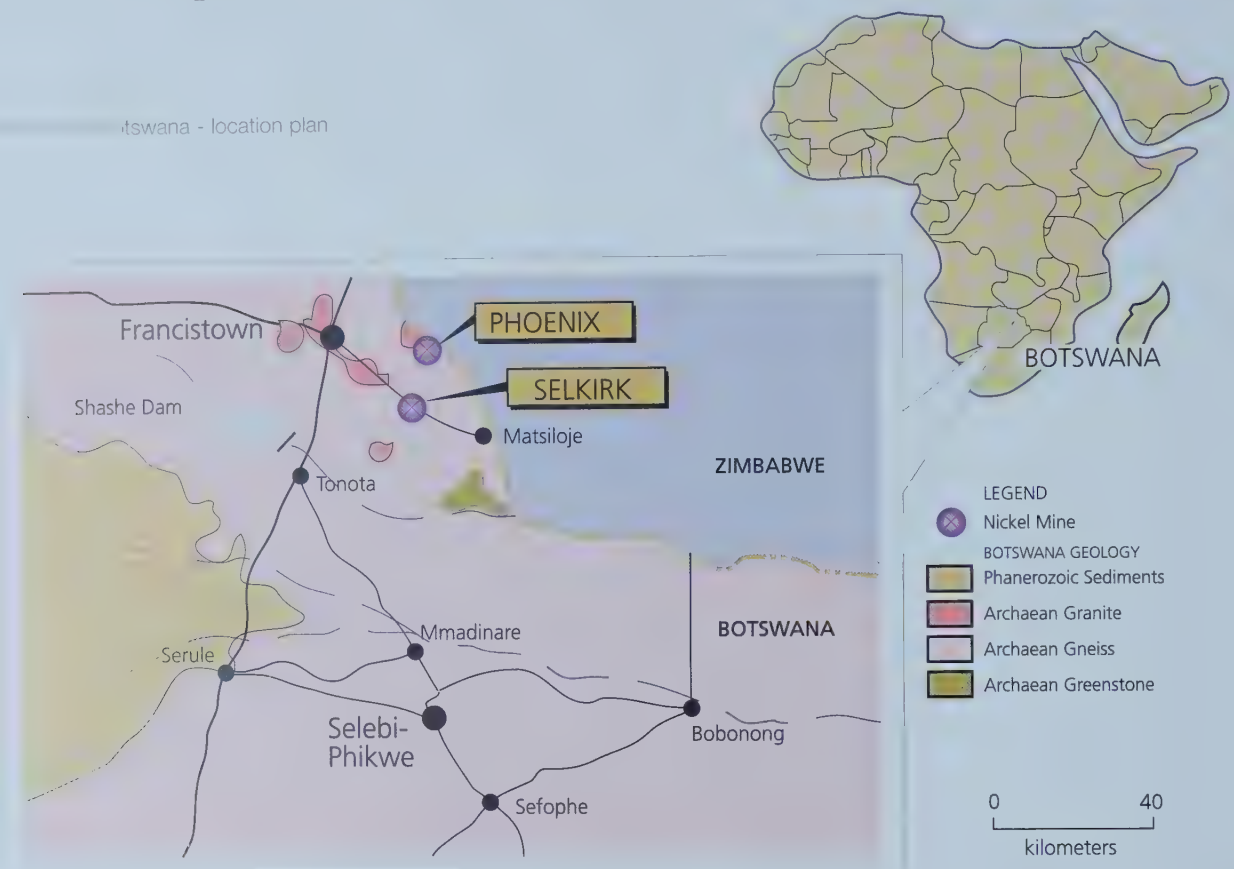 tswana - location plan
BOTSWANA
Francistown
PHOENIX
SELKIRK
Shashe Dam
Matsiloje
ZIMBABWE
Tonota
Mmadinare
BOTSWANA
Serule
Selebi-
Phikwe
Bobonong
Sefophe
LEGEND
Nickel Mine
BOTSWANA GEOLOGY
Phanerozoic Sediments
Archaean Granite
Archaean Gneiss
Archaean Greenstone
0 40
kilometers